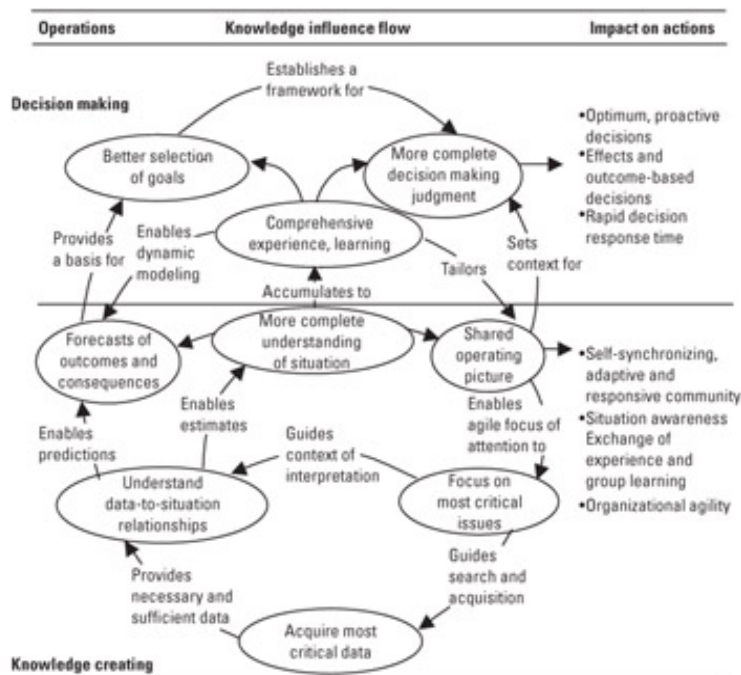 Operations
Knowledge influence flow
Impact on actions
Establishes a
framework for
Decision making
Better selection
of goals
More complete
decision making
judgment
•Optimum, proactive
decisions
•Effects and
outcome-based
decisions
•Rapid decision
response time
Provides
a basis for
Enables
dynamic
modeling
Comprehensive
experience, learning
Tailors
Sets
context for
Accumulates to
Forecasts of
outcomes and
consequences
More complete
understanding
of situation
Shared
operating
picture
•Self-synchronizing,
adaptive and
responsive community
•Situation awareness
Exchange of
experience and
group learning
•Organizational agility
Enables
predictions
Enables
estimates
Guides
context of
interpretation
Enables
agile focus of
attention to
Understand
data-to-situation
relationships
Focus on
most critical
issues
Provides
necessary and
sufficient data
Guides
search and
acquisition
Acquire most
critical data
Knowledge creating